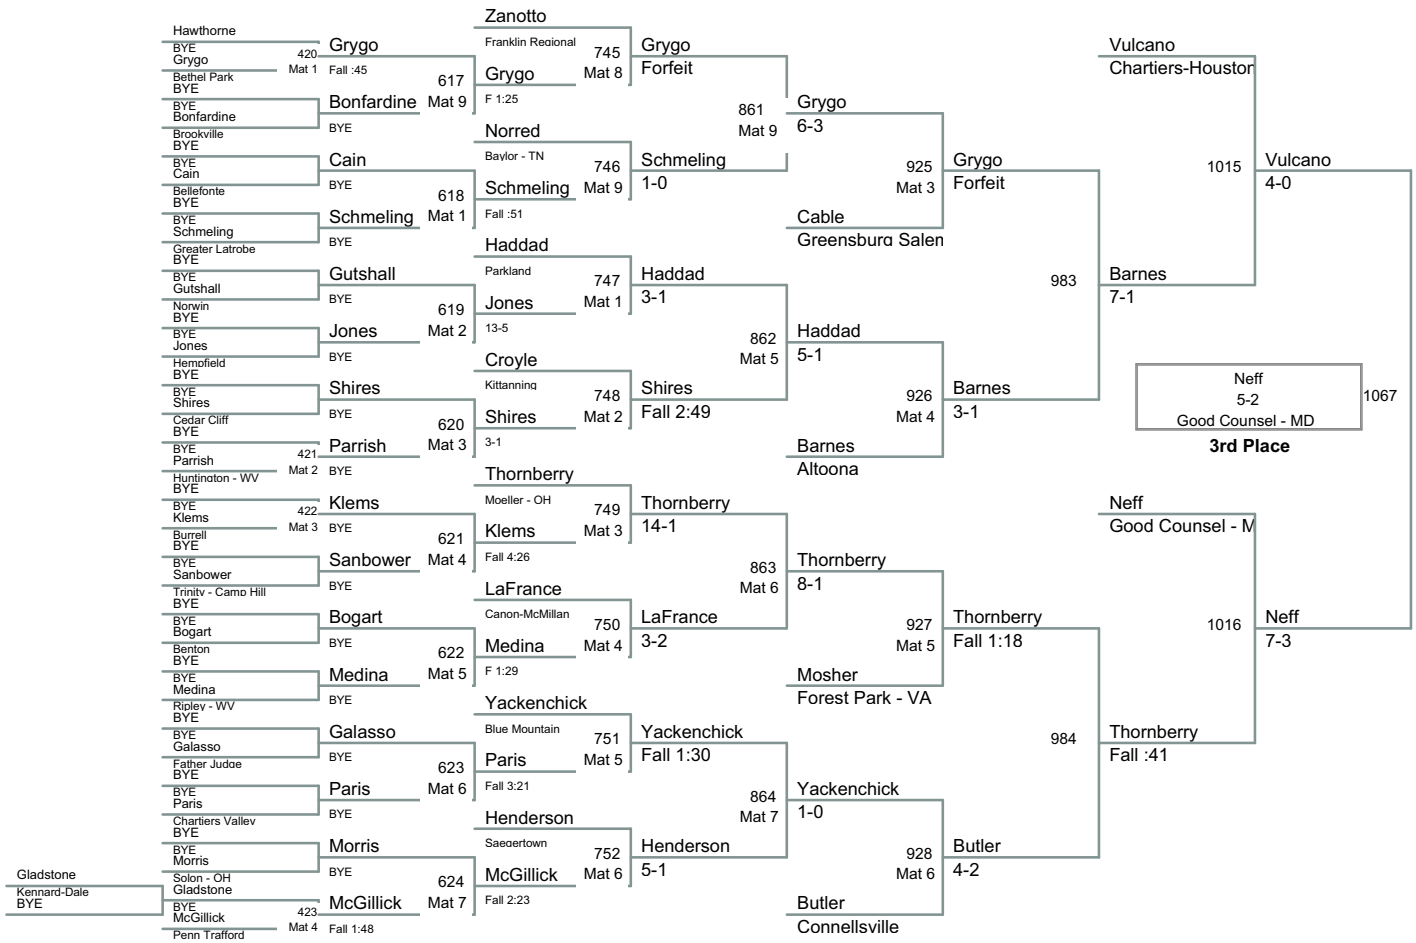 Hawthorne
BYE
Grygo
Bethel Park
BYE
BYE
Bonfardine
Brookville
BYE
BYE
Cain
Bellefonte
BYE
BYE
Schmeling
Greater Latrobe
BYE
BYE
Gutshall
Norwin
BYE
BYE
Jones
Hempfield
BYE
BYE
Shires
Cedar Cliff
BYE
BYE
Parrish
Huntington - WV
BYE
BYE
Klems
Burrell
BYE
BYE
Sanbower
Trinity - Camp Hill
BYE
BYE
Bogart
Benton
BYE
BYE
Medina
Ripley - WV
BYE
BYE
Galasso
Father Judge
BYE
BYE
Paris
Chartiers Valley
BYE
BYE
Morris
Solon - OH
Gladstone
BYE
McGillick
Penn Trafford
Gladstone
Kennard-Dale
BYE
420
Mat 1
421
Mat 2
422
Mat 3
423
Mat 4
Grygo
Fall :45
Bonfardine
BYE
Cain
BYE
Schmeling
BYE
Gutshall
BYE
Jones
BYE
Shires
BYE
Parrish
BYE
Klems
BYE
Sanbower
BYE
Bogart
BYE
Medina
BYE
Galasso
BYE
Paris
BYE
Morris
BYE
McGillick
Fall 1:48
617
Mat 9
618
Mat 1
619
Mat 2
620
Mat 3
621
Mat 4
622
Mat 5
623
Mat 6
624
Mat 7
Zanotto
Franklin Regional
Grygo
F 1:25
Norred
Baylor - TN
Schmeling
Fall :51
Haddad
Parkland
Jones
13-5
Croyle
Kittanning
Shires
3-1
Thornberry
Moeller - OH
Klems
Fall 4:26
LaFrance
Canon-McMillan
Medina
F 1:29
Yackenchick
Blue Mountain
Paris
Fall 3:21
Henderson
Saegertown
McGillick
Fall 2:23
745
Mat 8
746
Mat 9
747
Mat 1
748
Mat 2
749
Mat 3
750
Mat 4
751
Mat 5
752
Mat 6
Grygo
Forfeit
Schmeling
1-0
Haddad
3-1
Shires
Fall 2:49
Thornberry
14-1
LaFrance
3-2
Yackenchick
Fall 1:30
Henderson
5-1
861
Mat 9
862
Mat 5
863
Mat 6
864
Mat 7
Grygo
6-3
Cable
Greensburg Salen
Haddad
5-1
Barnes
Altoona
Thornberry
8-1
Mosher
Forest Park - VA
Yackenchick
1-0
Butler
Connellsville
925
Mat 3
926
Mat 4
927
Mat 5
928
Mat 6
Grygo
Forfeit
Barnes
3-1
Thornberry
Fall 1:18
Butler
4-2
983
984
Vulcano
Chartiers-Houston
Barnes
7-1
Neff
Good Counsel - M
Thornberry
Fall :41
1015
1016
Vulcano
4-0
Neff
7-3
Neff
5-2
Good Counsel - MD
1067
3rd Place